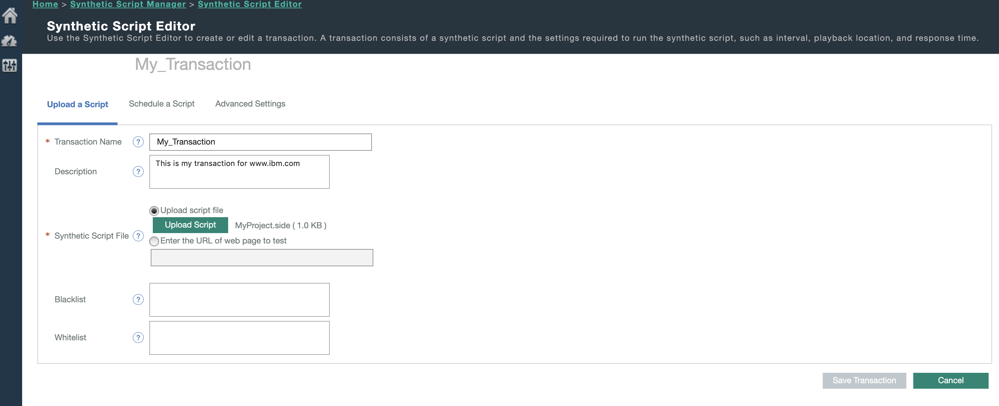 Home > Synthetic Script Manager > Synthetic Script Editor
Synthetic Script Editor
Use the Synthetic Script Editor to create or edit a transaction. A transaction consists of a synthetic script and the settings required to run the synthetic script, such as interval, playback location, and response time.
My_Transaction
Upload a Script Schedule a Script Advanced Settings
* Transaction Name ? My_Transaction
Description ? This is my transaction for www.ibm.com
Upload script file
Upload Script MyProject.side ( 1.0 KB )
* Synthetic Script File ?
Enter the URL of web page to test
Blacklist ?
Whitelist ?
Save Transaction Cancel